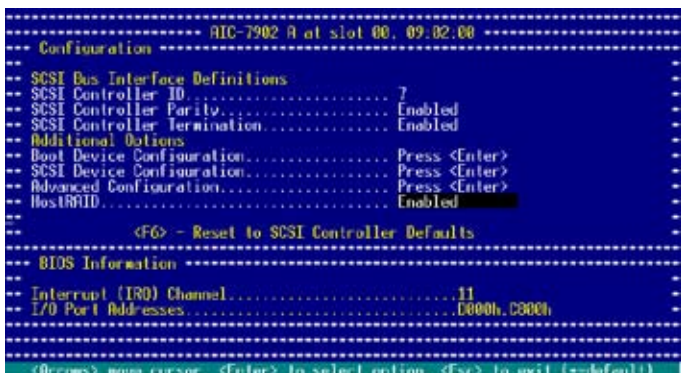 AIC-7902 A at slot 00, 09:02:00
Configuration
SCSI Bus Interface Definitions
SCSI Controller ID........................ 7
SCSI Controller Parity.................... Enabled
SCSI Controller Termination............... Enabled
Additional Options
Boot Device Configuration................. Press <Enter>
SCSI Device Configuration................. Press <Enter>
Advanced Configuration.................... Press <Enter>
HostRAID.................................. Enabled
<F6> - Reset to SCSI Controller Defaults
BIOS Information
Interrupt (IRQ) Channel...........................11
I/O Port Addresses................................D000h, C800h
<Arrows> move cursor, <Enter> to select option, <Esc> to exit (*=default)